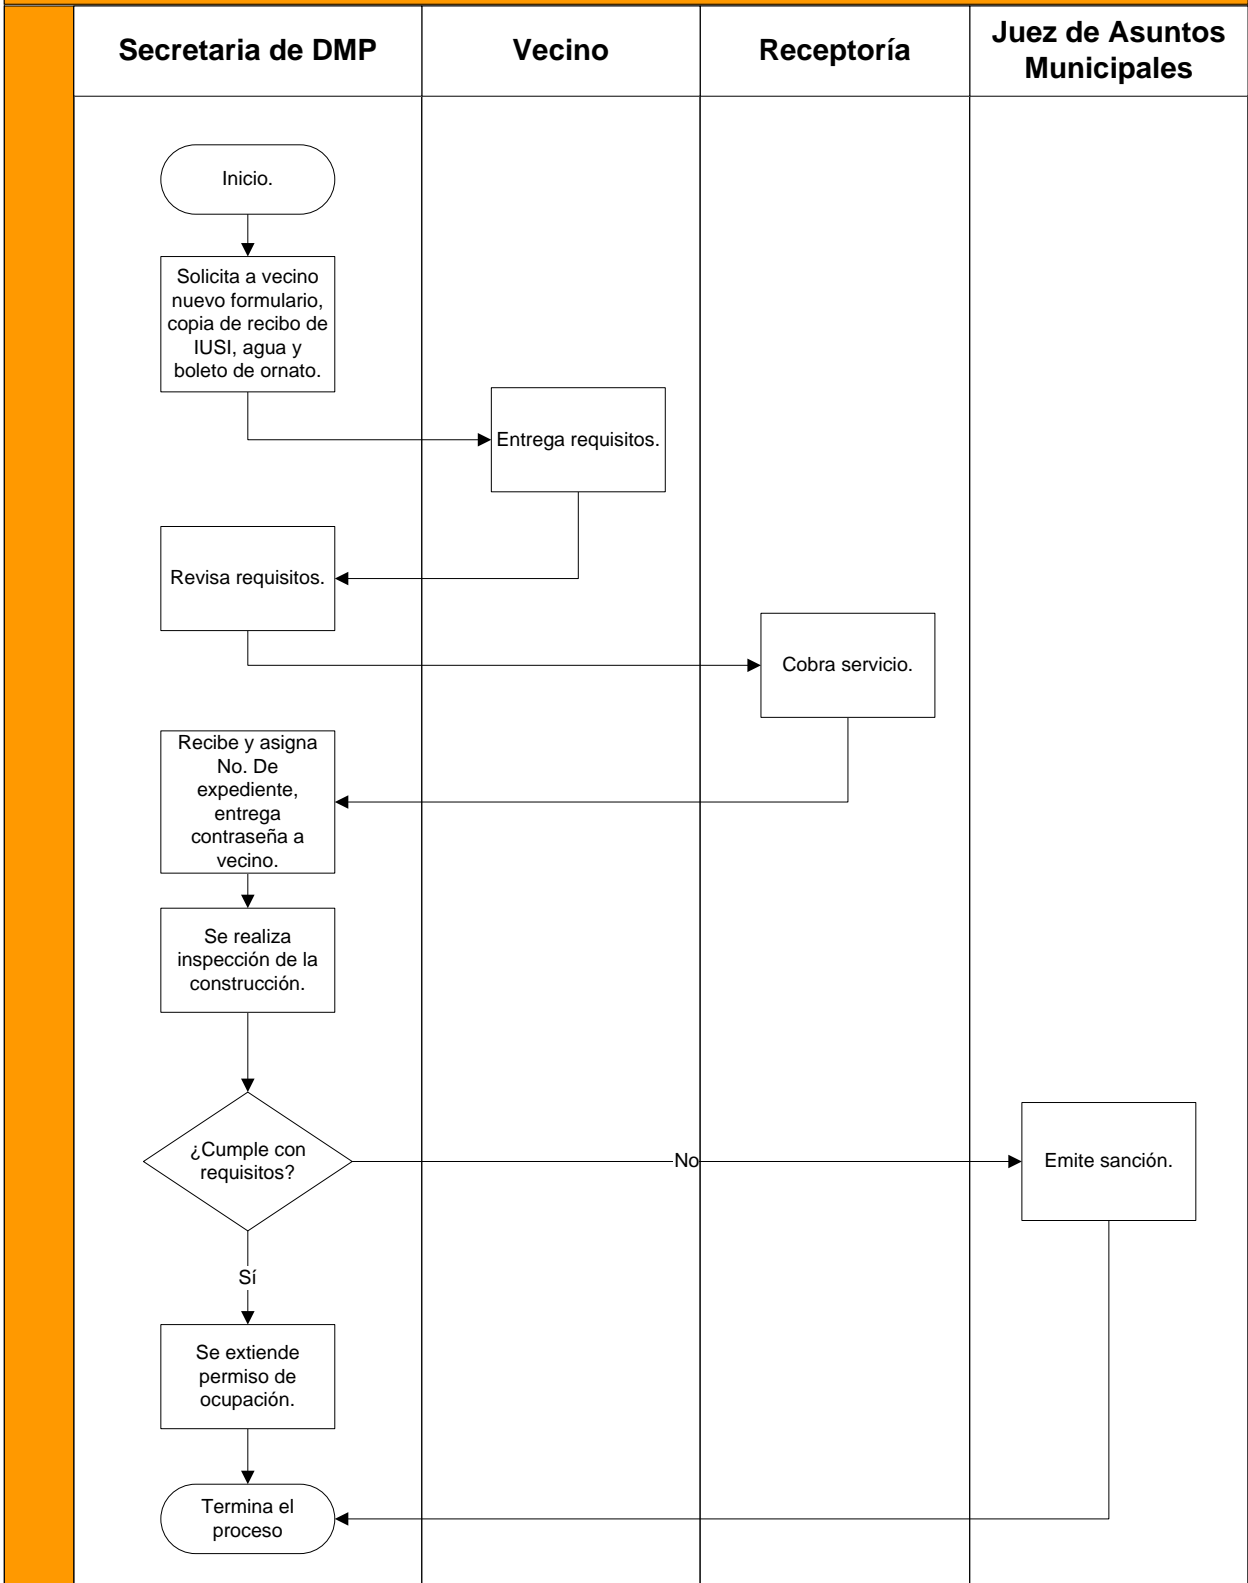 Secretaria de DMP
Vecino
Receptoría
Juez de Asuntos
Municipales
Inicio.
Solicita a vecino
nuevo formulario,
copia de recibo de
IUSI, agua y
boleto de ornato.
Entrega requisitos.
Revisa requisitos.
Cobra servicio.
Recibe y asigna
No. De
expediente,
entrega
contraseña a
vecino.
Se realiza
inspección de la
construcción.
¿Cumple con
requisitos?
No
Emite sanción.
Sí
Se extiende
permiso de
ocupación.
Termina el
proceso